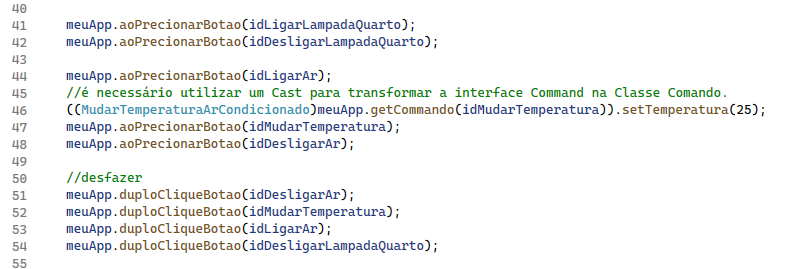 40
41 meuApp.aoPrecionarBotao(idLigarLampadaQuarto);
42 meuApp.aoPrecionarBotao(idDesligarLampadaQuarto);
43
44 meuApp.aoPrecionarBotao(idLigarAr);
45 //é necessário utilizar um Cast para transformar a interface Command na Classe Comando.
46 ((MudarTemperaturaArCondicionado)meuApp.getCommando(idMudarTemperatura)).setTemperatura(25);
47 meuApp.aoPrecionarBotao(idMudarTemperatura);
48 meuApp.aoPrecionarBotao(idDesligarAr);
49
50 //desfazer
51 meuApp.duploCliqueBotao(idDesligarAr);
52 meuApp.duploCliqueBotao(idMudarTemperatura);
53 meuApp.duploCliqueBotao(idLigarAr);
54 meuApp.duploCliqueBotao(idDesligarLampadaQuarto);
55